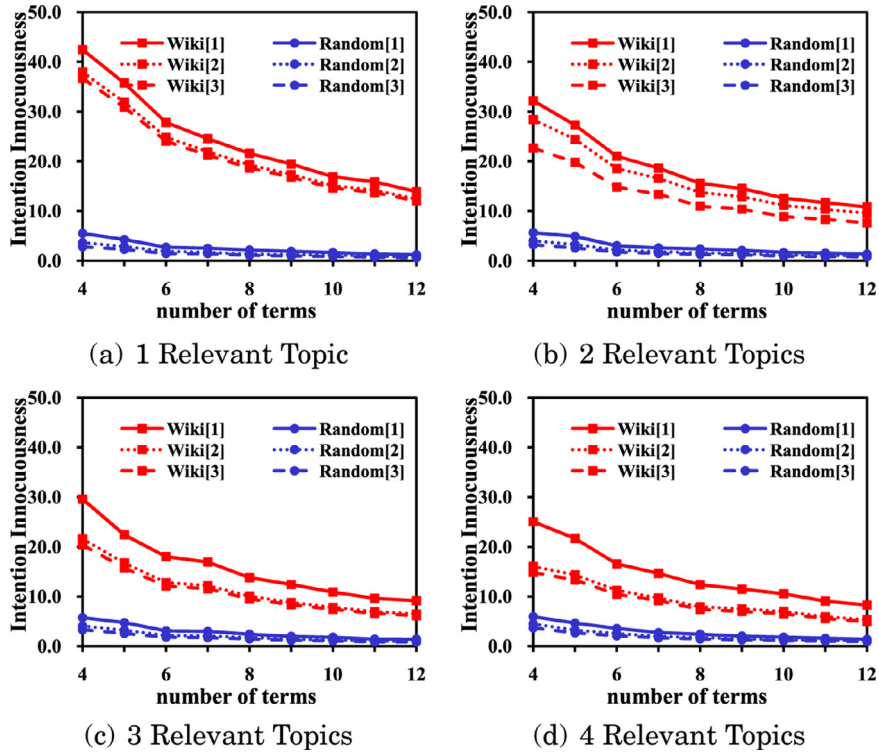 50.0
40.0
30.0
20.0
10.0
0.0
Intention Innocuousness
Wiki[1]
Wiki[2]
Wiki[3]
Random[1]
Random[2]
Random[3]
4 6 8 10 12
number of terms
(a) 1 Relevant Topic
50.0
40.0
30.0
20.0
10.0
0.0
Intention Innocuousness
Wiki[1]
Wiki[2]
Wiki[3]
Random[1]
Random[2]
Random[3]
4 6 8 10 12
number of terms
(b) 2 Relevant Topics
50.0
40.0
30.0
20.0
10.0
0.0
Intention Innocuousness
Wiki[1]
Wiki[2]
Wiki[3]
Random[1]
Random[2]
Random[3]
4 6 8 10 12
number of terms
(c) 3 Relevant Topics
50.0
40.0
30.0
20.0
10.0
0.0
Intention Innocuousness
Wiki[1]
Wiki[2]
Wiki[3]
Random[1]
Random[2]
Random[3]
4 6 8 10 12
number of terms
(d) 4 Relevant Topics